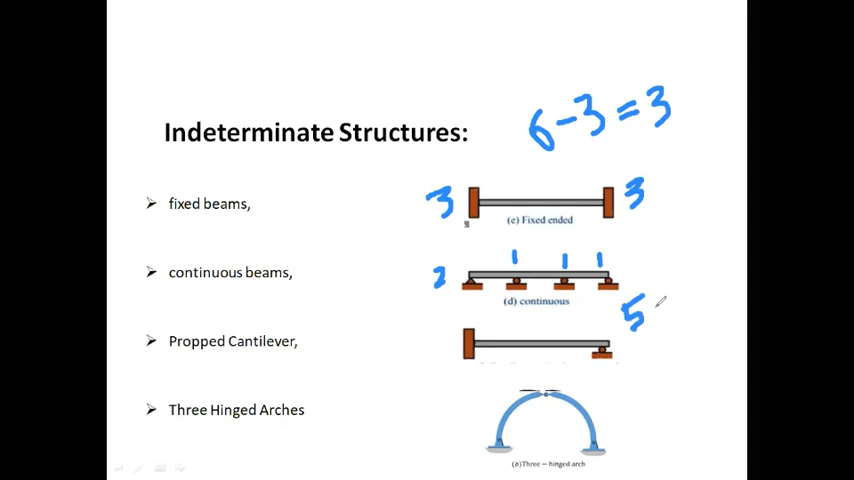 6-3=3
Indeterminate Structures:
fixed beams,
3 3
(e) Fixed ended
continuous beams,
2 1 1 1
(d) continuous
5
Propped Cantilever,
Three Hinged Arches
(b) Three – hinged arch